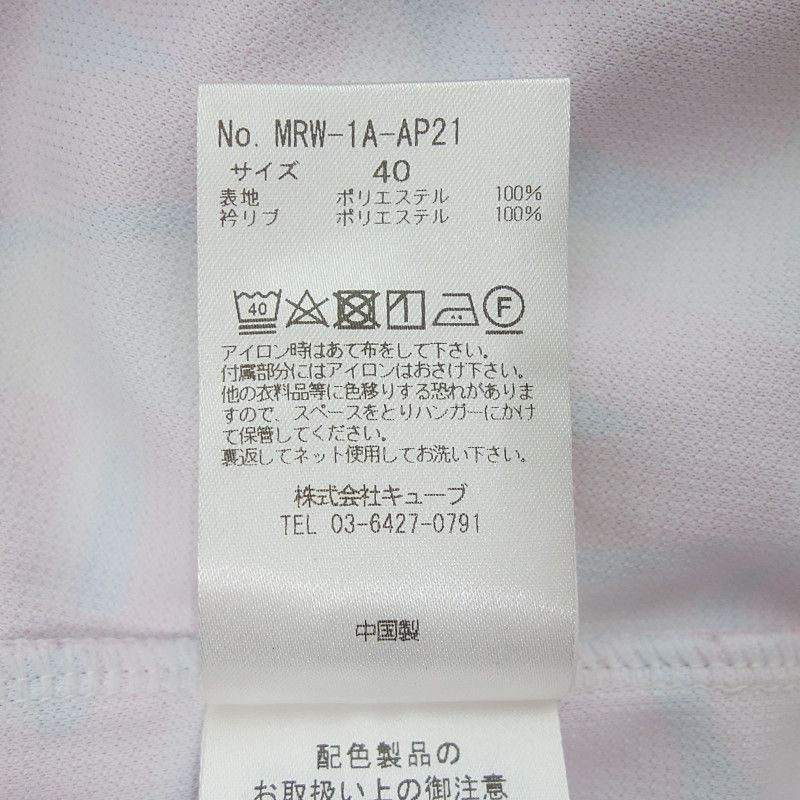 No. MRW-1A-AP21
サイズ 40
表地 ポリエステル 100%
衿リブ ポリエステル 100%
40 F
アイロン時はあて布をして下さい。
付属部分にはアイロンはおさけ下さい。
他の衣料品等に色移りする恐れがありま
すので、スペースをとりハンガーにかけ
て保管してください。
裏返してネット使用してお洗い下さい。
株式会社キューブ
TEL 03-6427-0791
中国製
配色製品の
お取扱い上の御注意